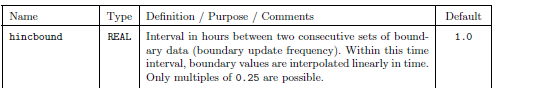 Name Type Definition / Purpose / Comments Default
hincbound REAL Interval in hours between two consecutive sets of bound- 1.0
ary data (boundary update frequency). Within this time
interval, boundary values are interpolated linearly in time.
Only multiples of 0.25 are possible.